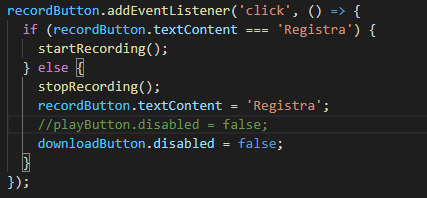 recordButton.addEventListener('click', () => {
  if (recordButton.textContent === 'Registra') {
    startRecording();
  } else {
    stopRecording();
    recordButton.textContent = 'Registra';
    //playButton.disabled = false;
    downloadButton.disabled = false;
  }
});